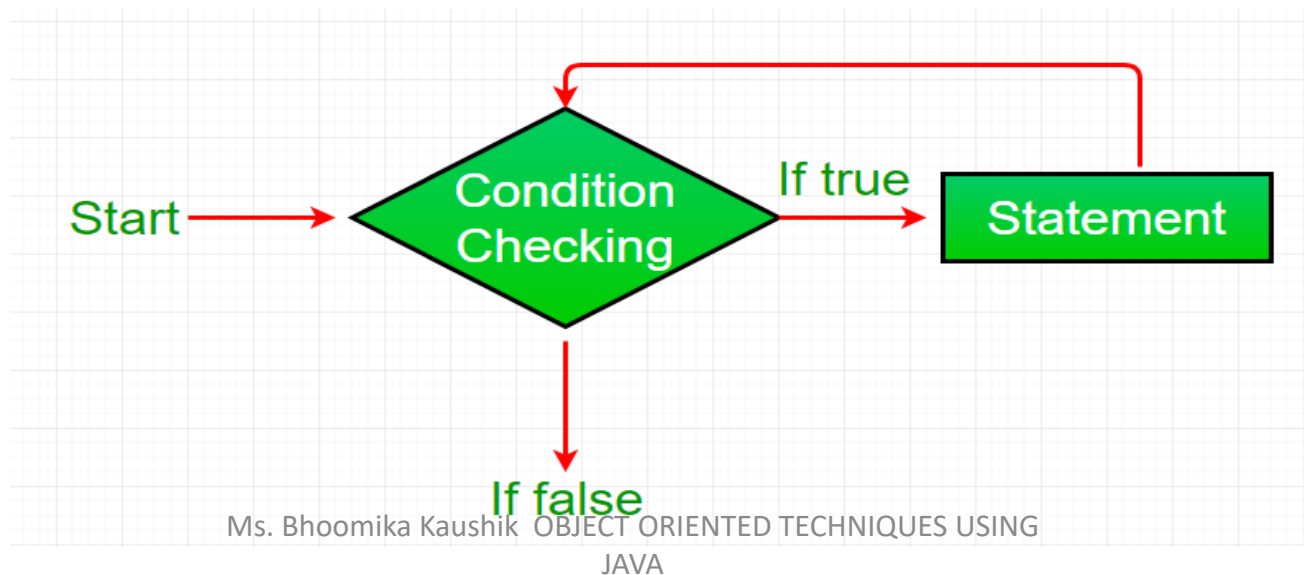 Start
Condition
Checking
If true
Statement
If false
Ms. Bhoomika Kaushik OBJECT ORIENTED TECHNIQUES USING
JAVA